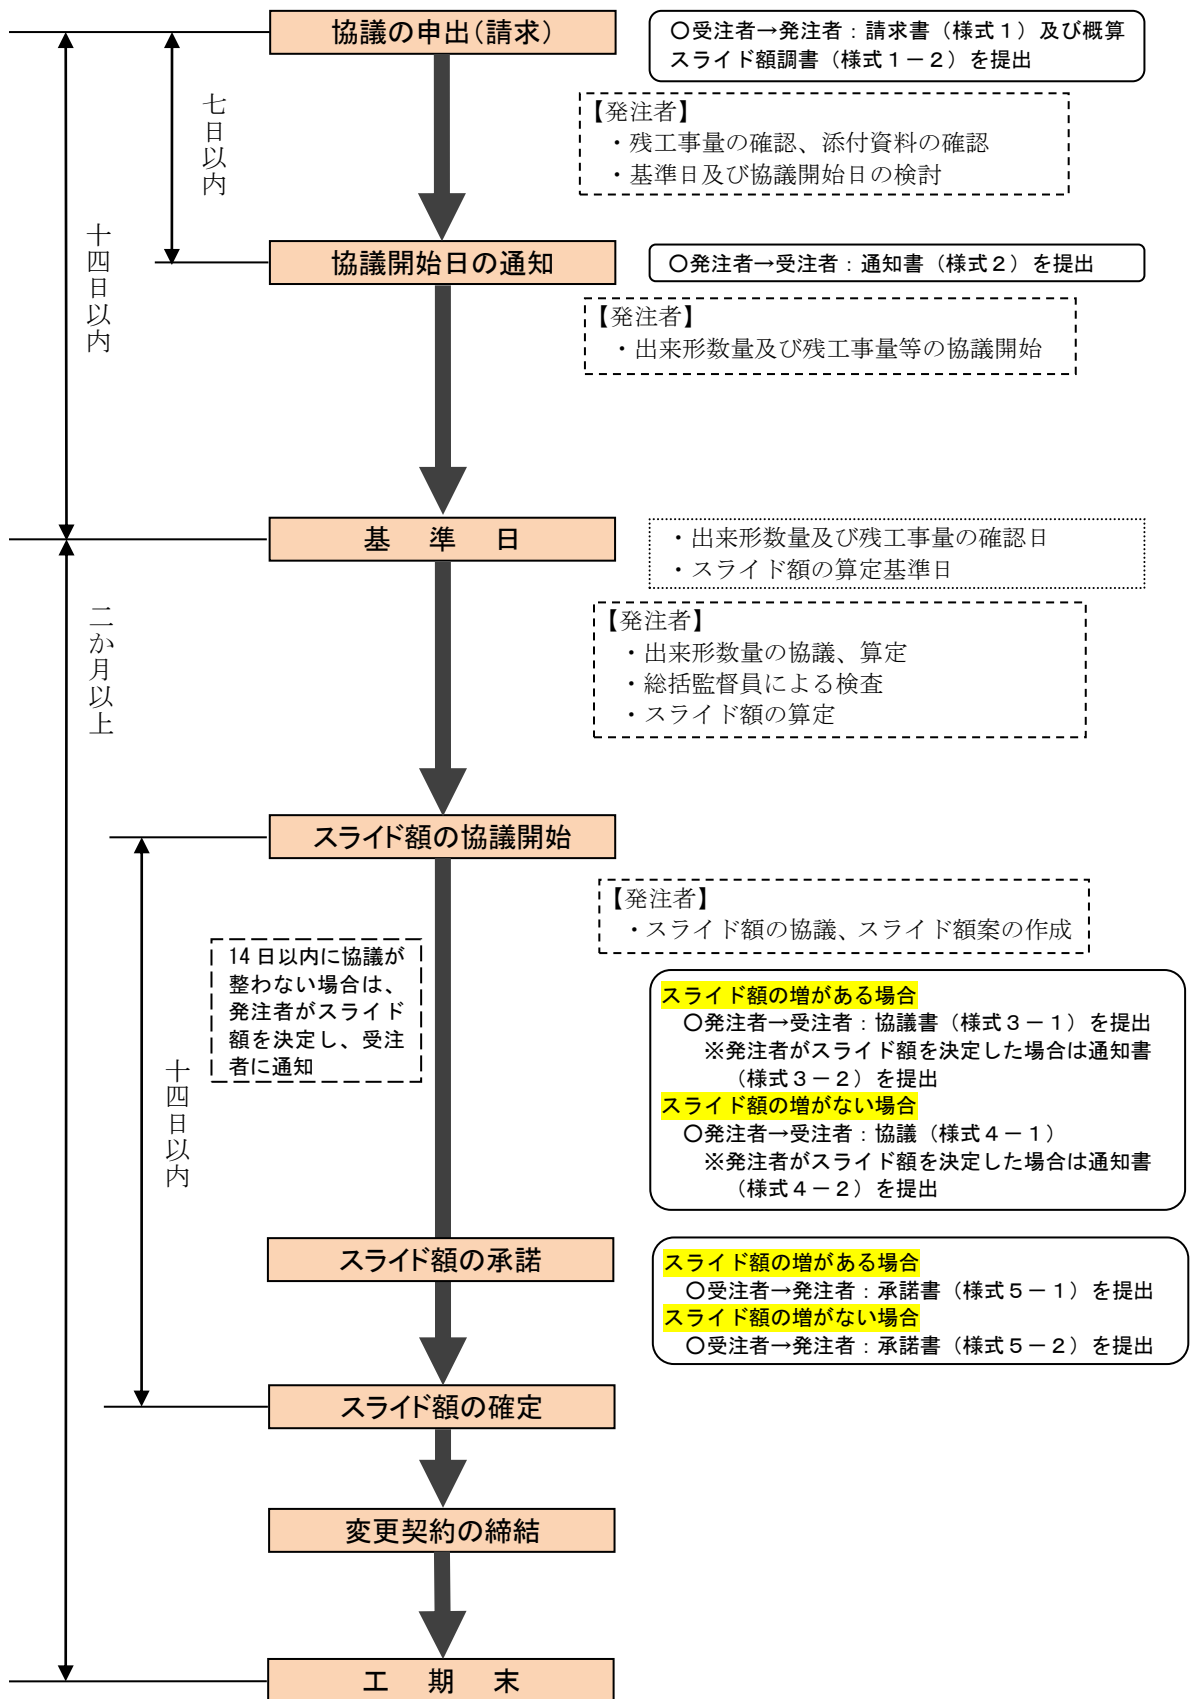 協議の申出（請求）
○受注者→発注者：請求書（様式１）及び概算
スライド額調書（様式１－２）を提出
七日以内
【発注者】
・残工事量の確認、添付資料の確認
・基準日及び協議開始日の検討
十四日以内
協議開始日の通知
○発注者→受注者：通知書（様式２）を提出
【発注者】
・出来形数量及び残工事量等の協議開始
基　準　日
・出来形数量及び残工事量の確認日
・スライド額の算定基準日
二か月以上
【発注者】
・出来形数量の協議、算定
・総括監督員による検査
・スライド額の算定
スライド額の協議開始
【発注者】
・スライド額の協議、スライド額案の作成
14日以内に協議が
整わない場合は、
発注者がスライド
額を決定し、受注
者に通知
十四日以内
スライド額の増がある場合
○発注者→受注者：協議書（様式３－１）を提出
※発注者がスライド額を決定した場合は通知書
（様式３－２）を提出
スライド額の増がない場合
○発注者→受注者：協議（様式４－１）
※発注者がスライド額を決定した場合は通知書
（様式４－２）を提出
スライド額の承諾
スライド額の増がある場合
○受注者→発注者：承諾書（様式５－１）を提出
スライド額の増がない場合
○受注者→発注者：承諾書（様式５－２）を提出
スライド額の確定
変更契約の締結
工　期　末